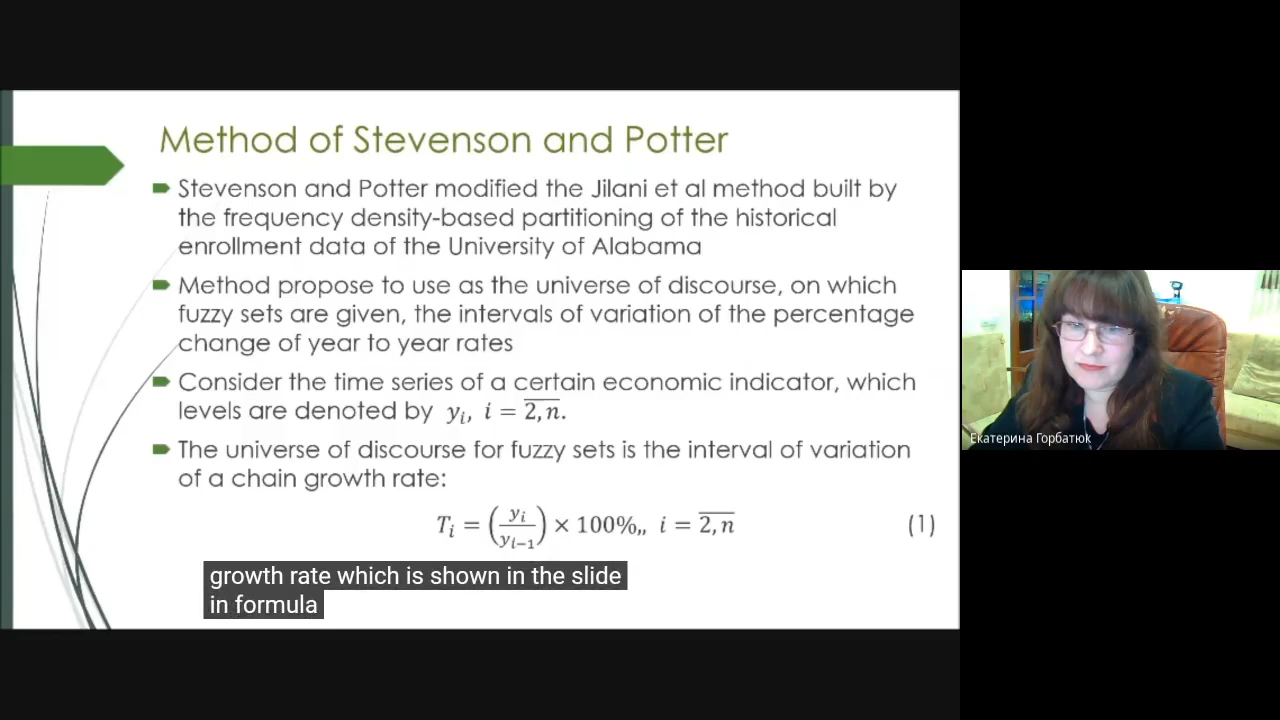 Method of Stevenson and Potter
Stevenson and Potter modified the Jilani et al method built by
the frequency density-based partitioning of the historical
enrollment data of the University of Alabama
Method propose to use as the universe of discourse, on which
fuzzy sets are given, the intervals of variation of the percentage
change of year to year rates
Consider the time series of a certain economic indicator, which
levels are denoted by yᵢ, i = 2,n.
The universe of discourse for fuzzy sets is the interval of variation
of a chain growth rate:
Tᵢ = (yᵢ/yᵢ₋₁) × 100%,, i = 2,n (1)
growth rate which is shown in the slide
in formula
Екатерина Горбатюк